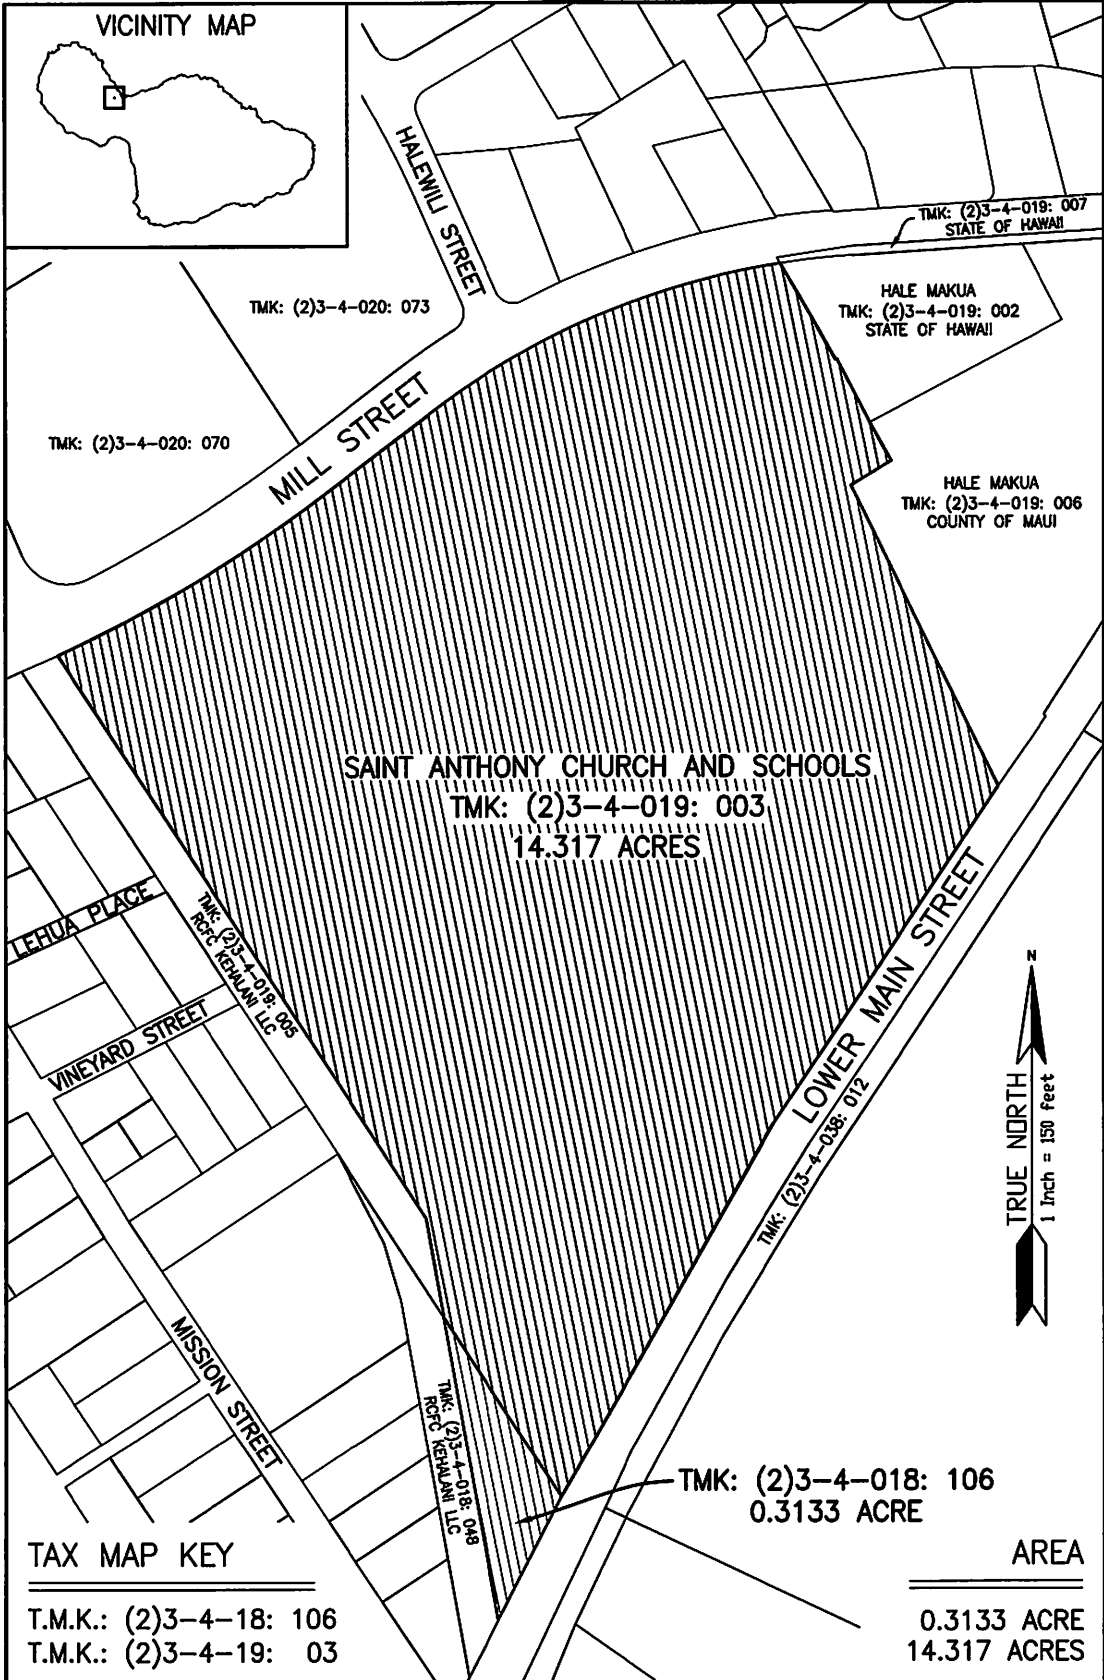 VICINITY MAP
HALEWILI STREET
TMK: (2)3-4-019: 007
STATE OF HAWAII
TMK: (2)3-4-020: 073
HALE MAKUA
TMK: (2)3-4-019: 002
STATE OF HAWAII
MILL STREET
TMK: (2)3-4-020: 070
HALE MAKUA
TMK: (2)3-4-019: 006
COUNTY OF MAUI
SAINT ANTHONY CHURCH AND SCHOOLS
TMK: (2)3-4-019: 003
14.317 ACRES
LEHUA PLACE
TMK: (2)3-4-019: 005
RCFC KEHALANI LLC
VINEYARD STREET
LOWER MAIN STREET
TMK: (2)3-4-038: 012
N
TRUE NORTH
1 Inch = 150 feet
MISSION STREET
TMK: (2)3-4-018: 048
RCFC KEHALANI LLC
TMK: (2)3-4-018: 106
0.3133 ACRE
TAX MAP KEY
T.M.K.: (2)3-4-18: 106
T.M.K.: (2)3-4-19: 03
AREA
0.3133 ACRE
14.317 ACRES